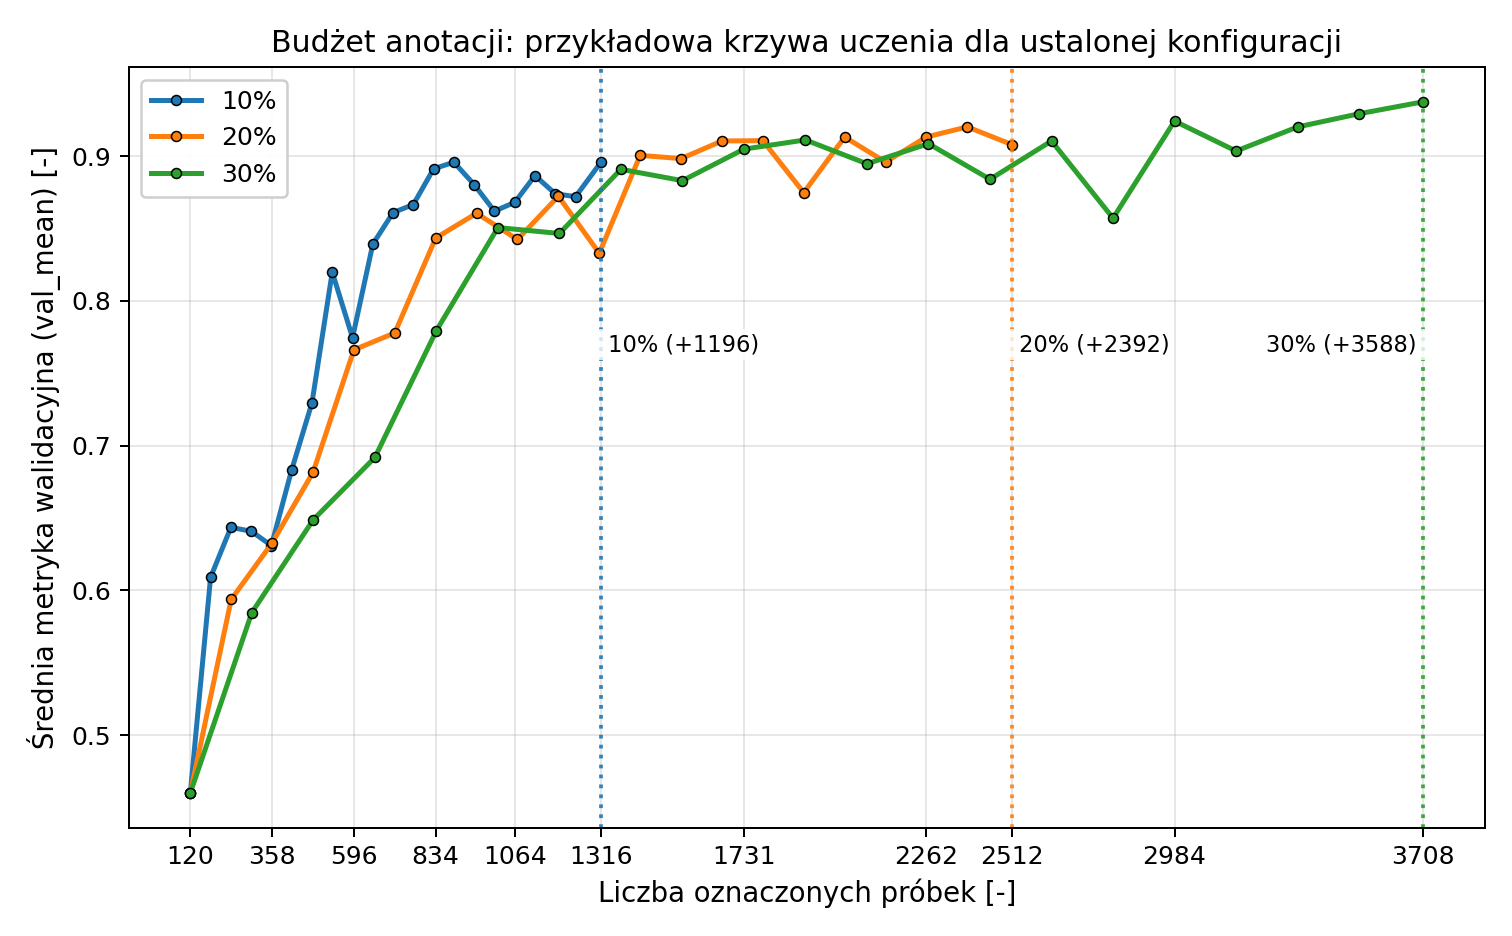 Budżet anotacji: przykładowa krzywa uczenia dla ustalonej konfiguracji
10%
20%
30%
Średnia metryka walidacyjna (val_mean) [-]
0.9
0.8
0.7
0.6
0.5
10% (+1196)
20% (+2392)
30% (+3588)
120 358 596 834 1064 1316 1731 2262 2512 2984 3708
Liczba oznaczonych próbek [-]